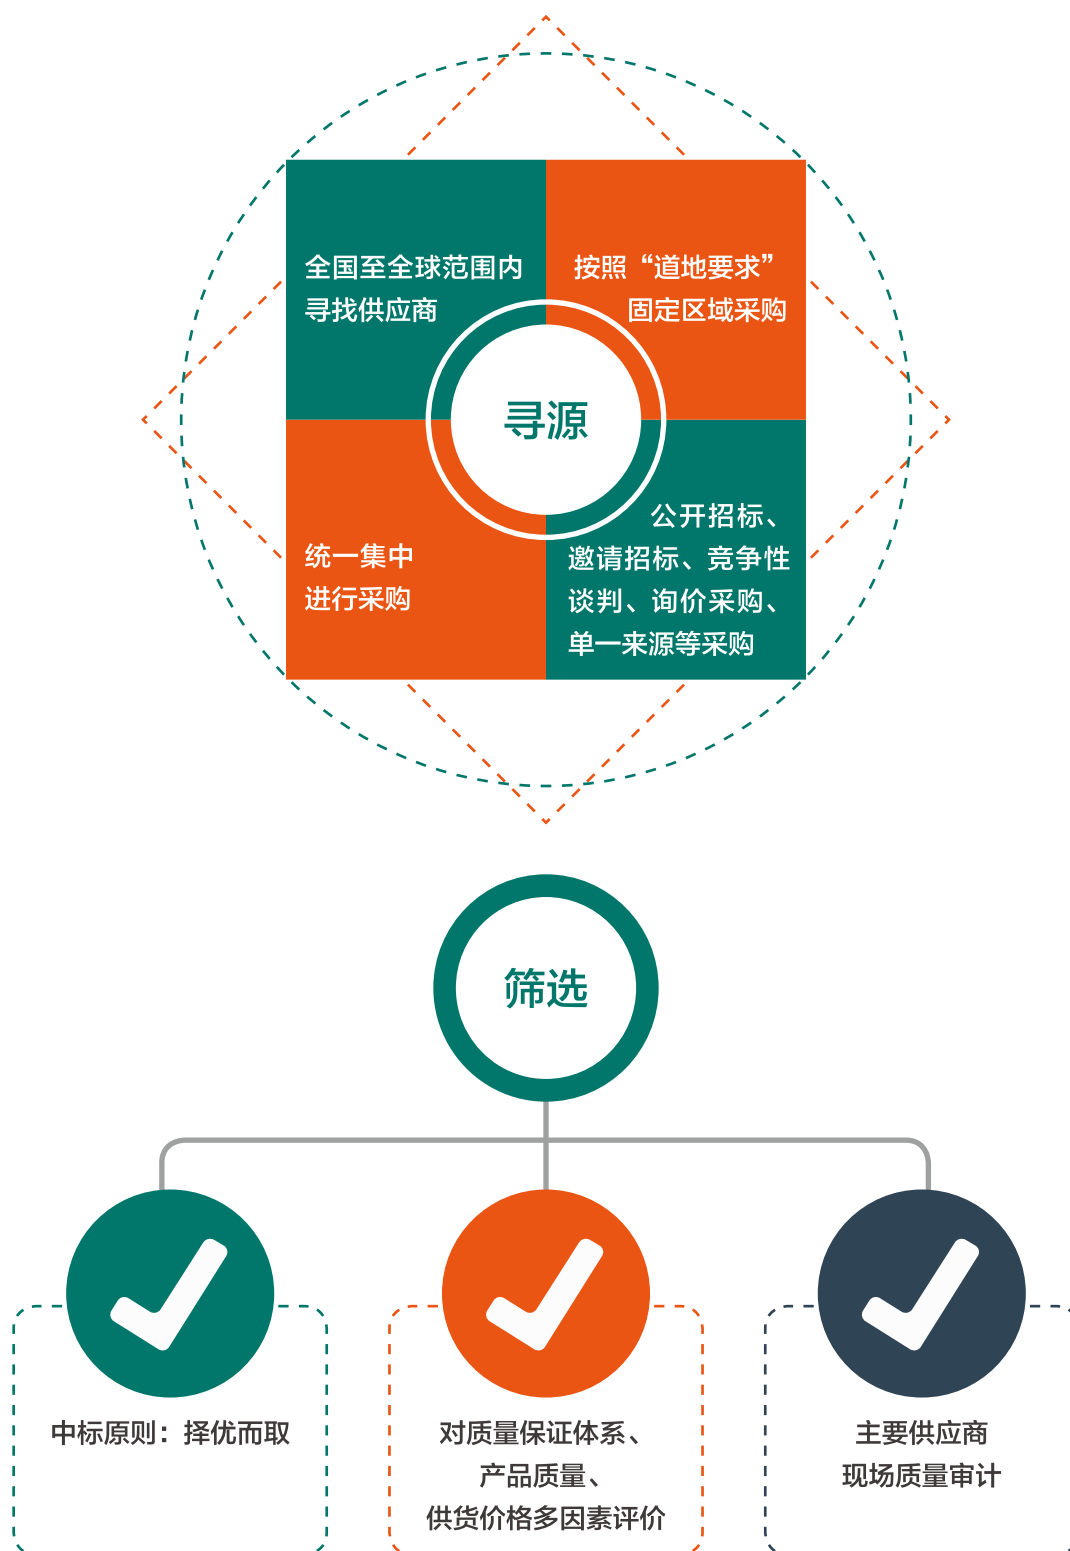 全国至全球范围内
寻找供应商
按照“道地要求”
固定区域采购
寻源
统一集中
进行采购
公开招标、
邀请招标、竞争性
谈判、询价采购、
单一来源等采购
筛选
中标原则：择优而取
对质量保证体系、
产品质量、
供货价格多因素评价
主要供应商
现场质量审计